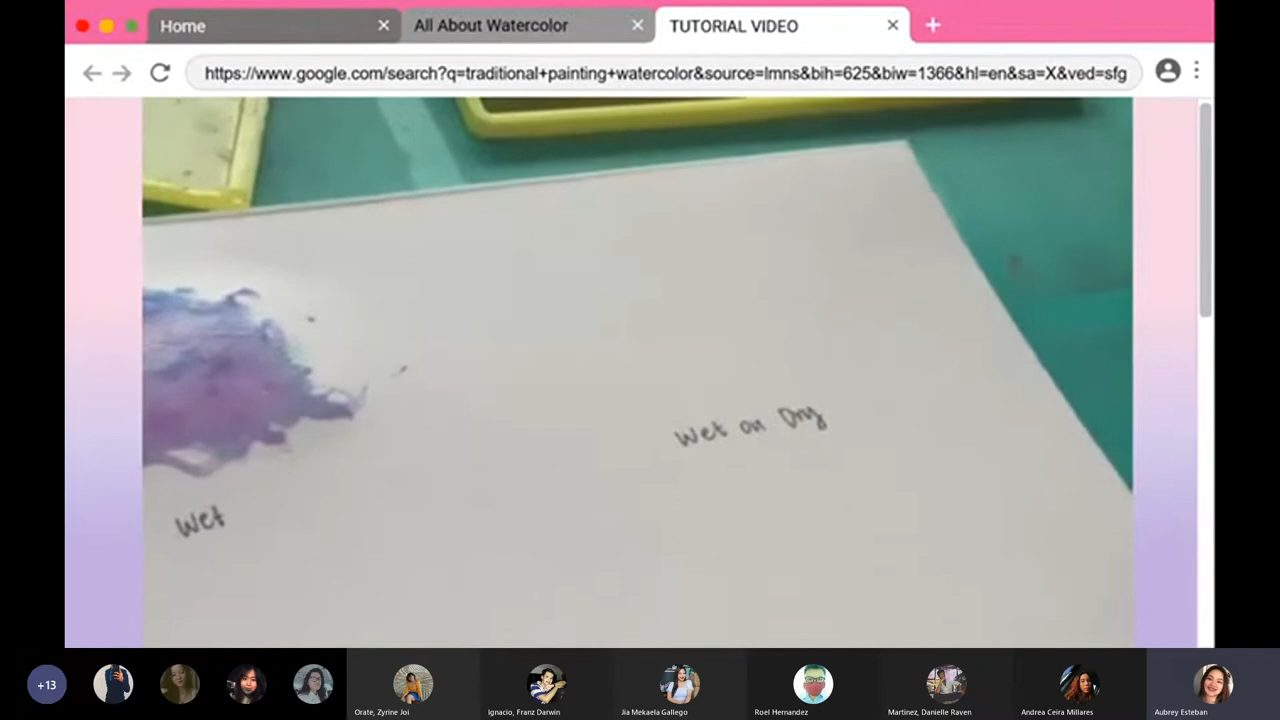 Home
All About Watercolor
TUTORIAL VIDEO
https://www.google.com/search?q=traditional+painting+watercolor&source=lmns&bih=625&biw=1366&hl=en&sa=X&ved=sfg
Wet on Dry
Wet
+13
Orate, Zyrine Joi
Ignacio, Franz Darwin
Jia Mekaela Gallego
Roel Hernandez
Martinez, Danielle Raven
Andrea Ceira Millares
Aubrey Esteban